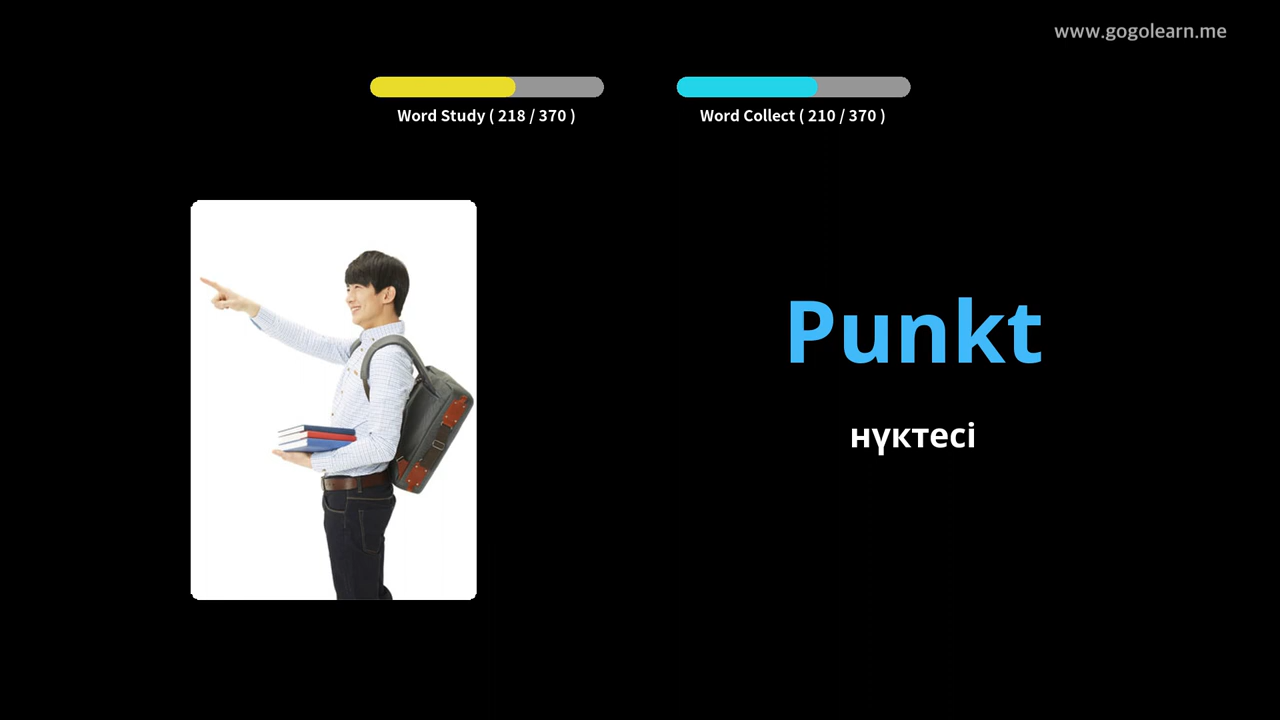 www.gogolearn.me
Word Study ( 218 / 370 )
Word Collect ( 210 / 370 )
Punkt
нүктесі